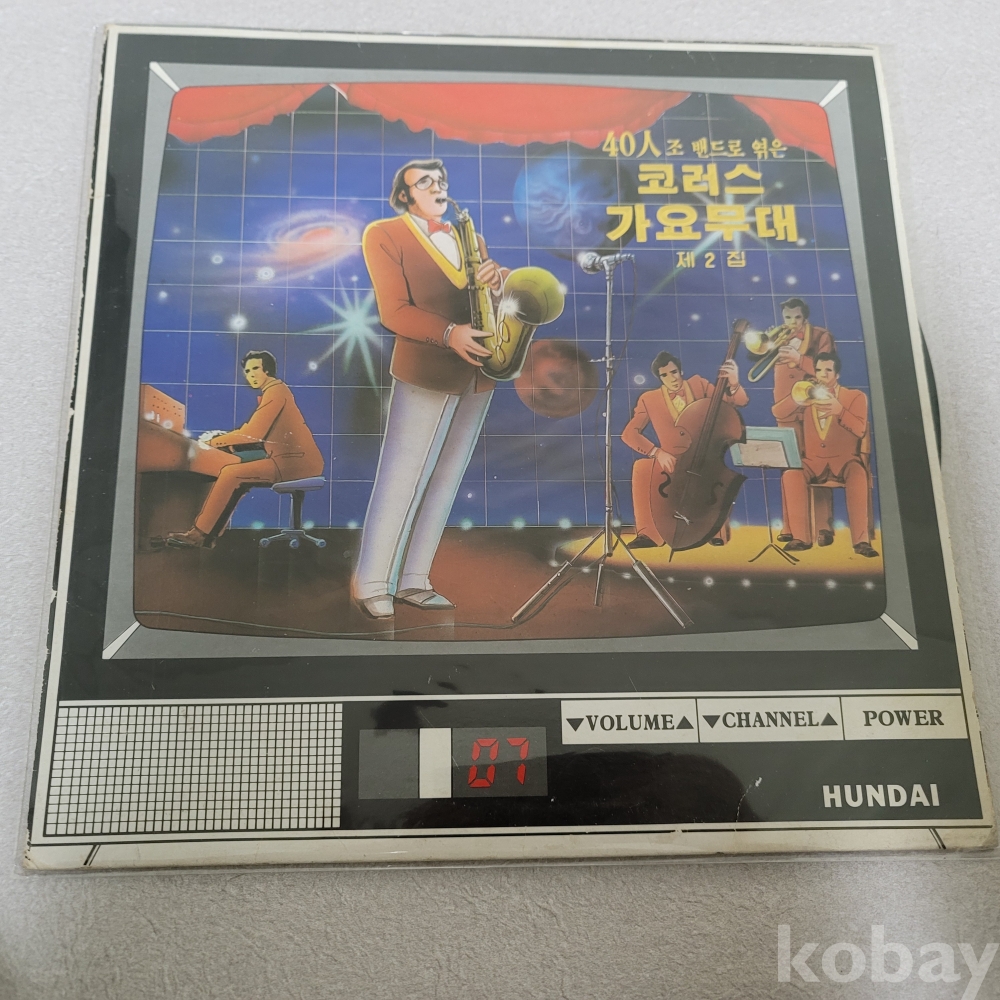 40人조 밴드로 엮은
코러스
가요무대
제2집
07
▼VOLUME▲ ▼CHANNEL▲ POWER
HUNDAI
kobay